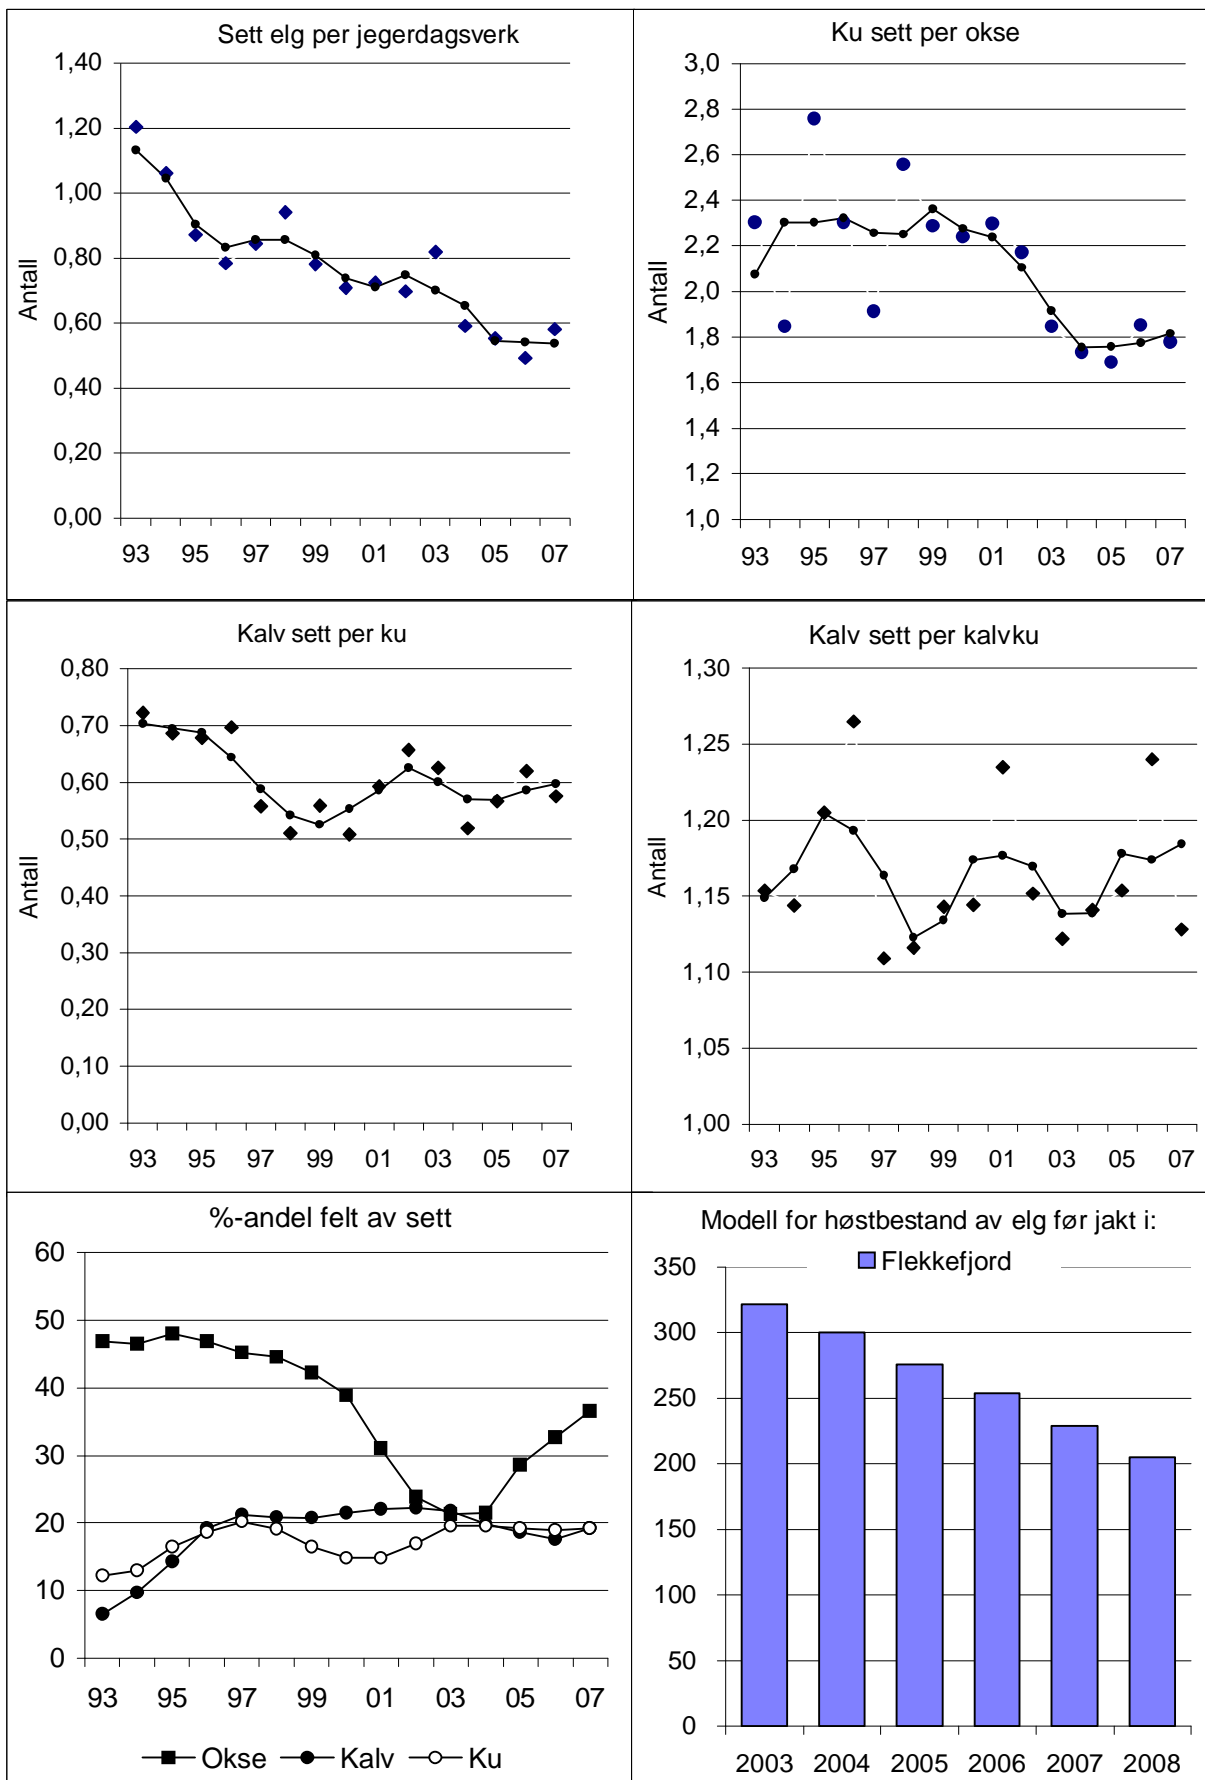 Sett elg per jegerdagsverk
1,40
1,20
1,00
0,80
0,60
0,40
0,20
0,00
Antall
93 95 97 99 01 03 05 07
Ku sett per okse
3,0
2,8
2,6
2,4
2,2
2,0
1,8
1,6
1,4
1,2
1,0
Antall
93 95 97 99 01 03 05 07
Kalv sett per ku
0,80
0,70
0,60
0,50
0,40
0,30
0,20
0,10
0,00
Antall
93 95 97 99 01 03 05 07
Kalv sett per kalvku
1,30
1,25
1,20
1,15
1,10
1,05
1,00
Antall
93 95 97 99 01 03 05 07
%-andel felt av sett
60
50
40
30
20
10
0
93 95 97 99 01 03 05 07
Okse Kalv Ku
Modell for høstbestand av elg før jakt i:
Flekkefjord
350
300
250
200
150
100
50
0
2003 2004 2005 2006 2007 2008